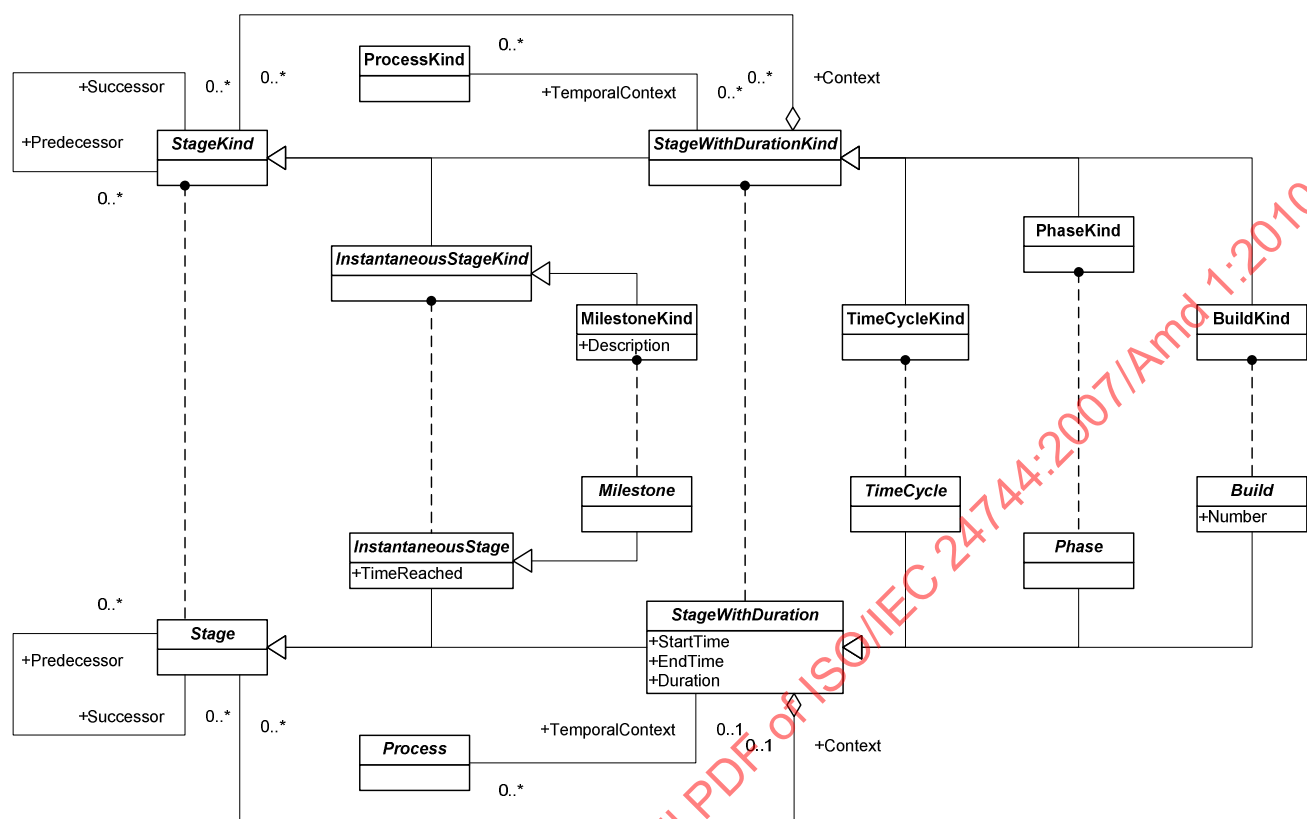 0..*
ProcessKind
+Successor
0..*
0..*
+TemporalContext
0..*
0..*
+Context
+Predecessor
StageKind
StageWithDurationKind
0..*
PhaseKind
InstantaneousStageKind
MilestoneKind
+Description
TimeCycleKind
BuildKind
Milestone
TimeCycle
Build
+Number
InstantaneousStage
+TimeReached
Phase
0..*
StageWithDuration
+StartTime
+EndTime
+Duration
Stage
+Predecessor
+Successor
0..*
0..*
+TemporalContext
0..1
0..1
+Context
Process
0..*
PDF of ISO/IEC 24744:2007/Amd 1:2010